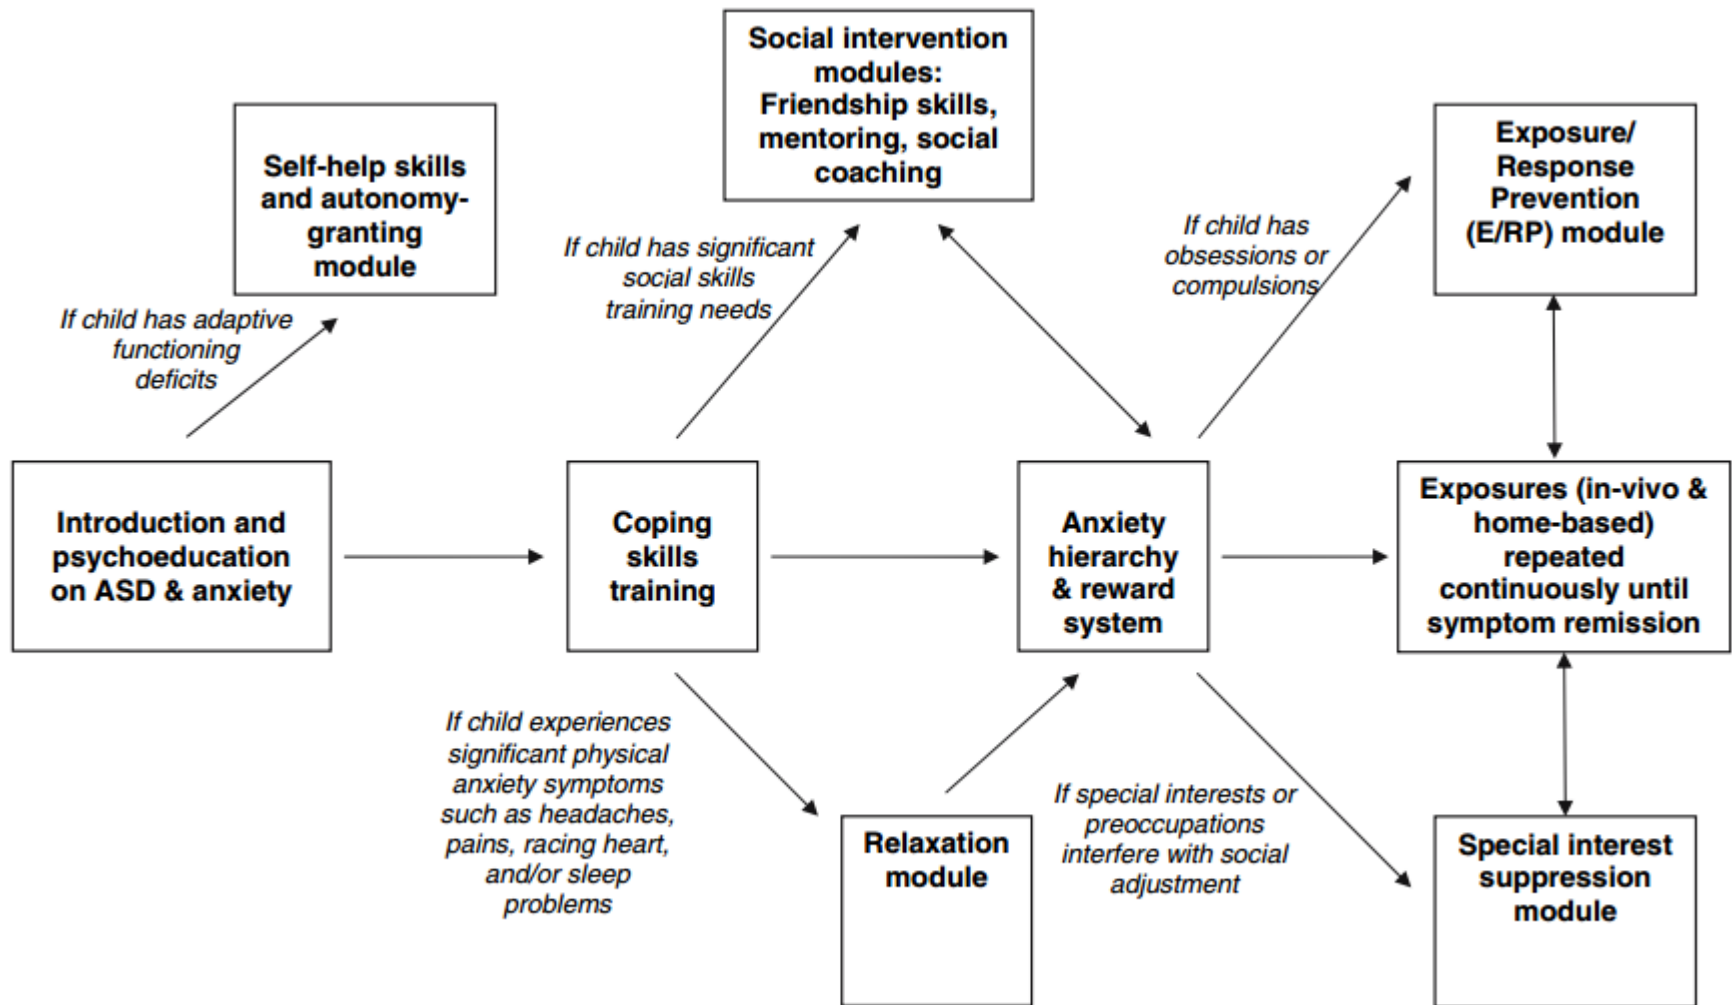 Social intervention
modules:
Friendship skills,
mentoring, social
coaching
Self-help skills
and autonomy-
granting
module
Exposure/
Response
Prevention
(E/RP) module
If child has adaptive
functioning
deficits
If child has significant
social skills
training needs
If child has
obsessions or
compulsions
Introduction and
psychoeducation
on ASD & anxiety
Coping
skills
training
Anxiety
hierarchy
& reward
system
Exposures (in-vivo &
home-based)
repeated
continuously until
symptom remission
If child experiences
significant physical
anxiety symptoms
such as headaches,
pains, racing heart,
and/or sleep
problems
Relaxation
module
If special interests or
preoccupations
interfere with social
adjustment
Special interest
suppression
module